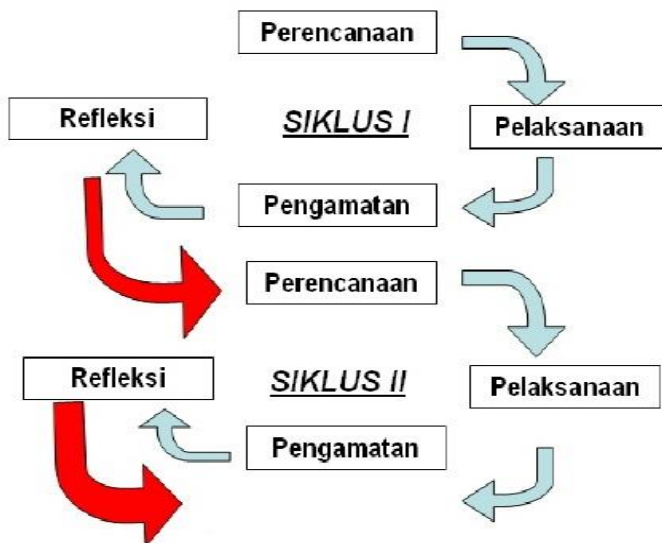 Perencanaan
Refleksi
SIKLUS I
Pelaksanaan
Pengamatan
Perencanaan
Refleksi
SIKLUS II
Pelaksanaan
Pengamatan